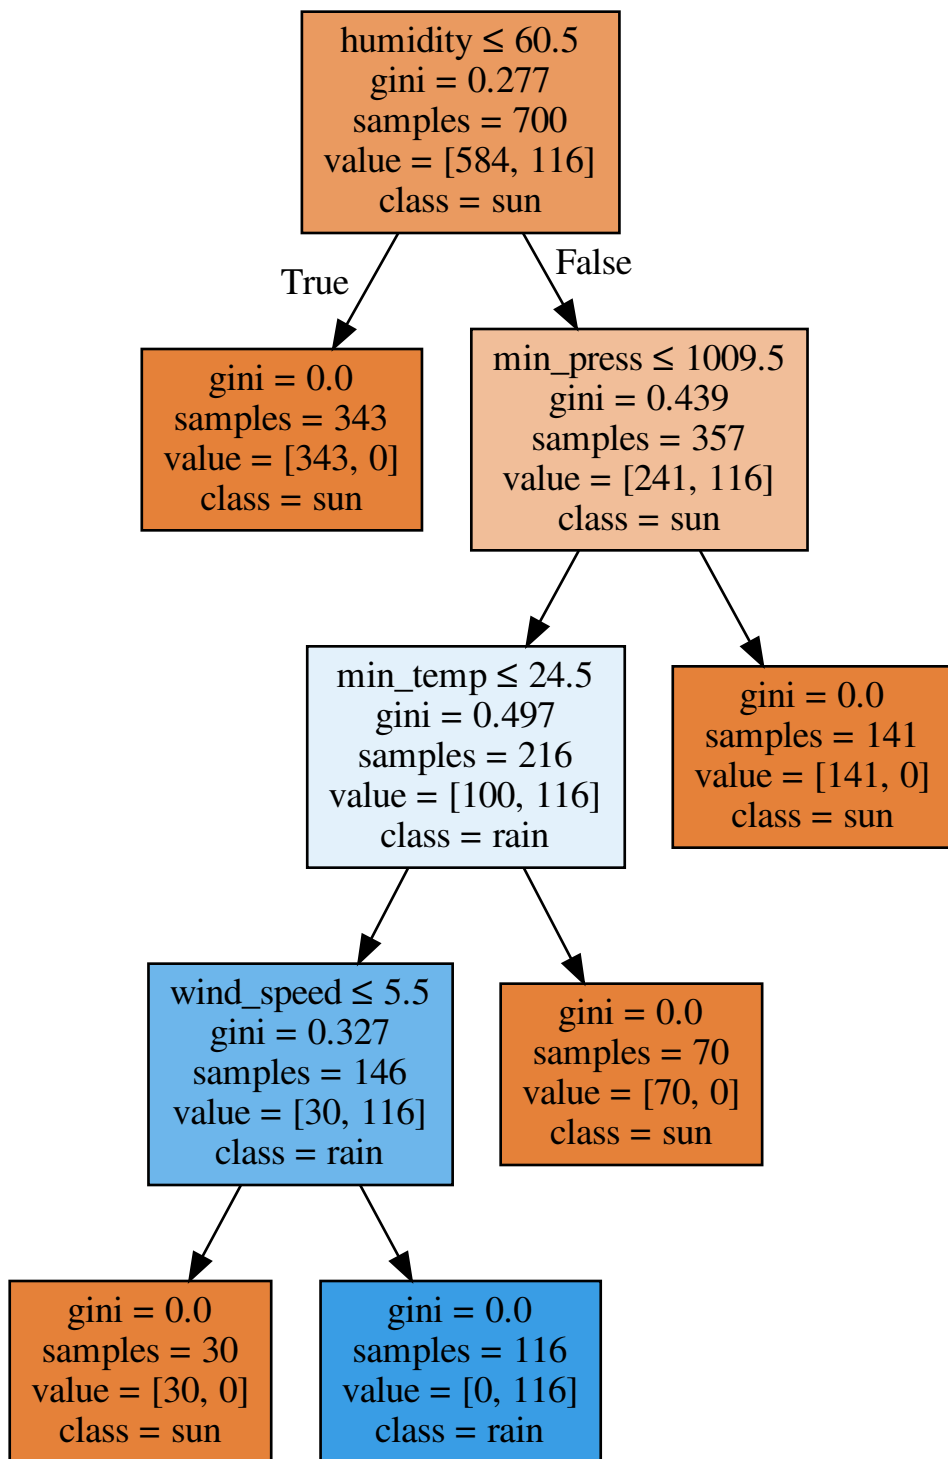 humidity ≤ 60.5
gini = 0.277
samples = 700
value = [584, 116]
class = sun
True
False
gini = 0.0
samples = 343
value = [343, 0]
class = sun
min_press ≤ 1009.5
gini = 0.439
samples = 357
value = [241, 116]
class = sun
min_temp ≤ 24.5
gini = 0.497
samples = 216
value = [100, 116]
class = rain
gini = 0.0
samples = 141
value = [141, 0]
class = sun
wind_speed ≤ 5.5
gini = 0.327
samples = 146
value = [30, 116]
class = rain
gini = 0.0
samples = 70
value = [70, 0]
class = sun
gini = 0.0
samples = 30
value = [30, 0]
class = sun
gini = 0.0
samples = 116
value = [0, 116]
class = rain